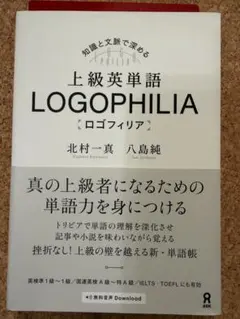 知識と文脈で深める
上級英単語
LOGOPHILIA
[ロゴフィリア]
北村一真 八島純
真の上級者になるための
単語力を身につける
トリビアで単語の理解を深化させ
記事や小説を味わいながら覚える
挫折なし!上級の壁を越える新・単語帳
英検準1級〜1級/国連英検A級〜特A級/IELTS・TOEFLにも有効
無料音声 Download